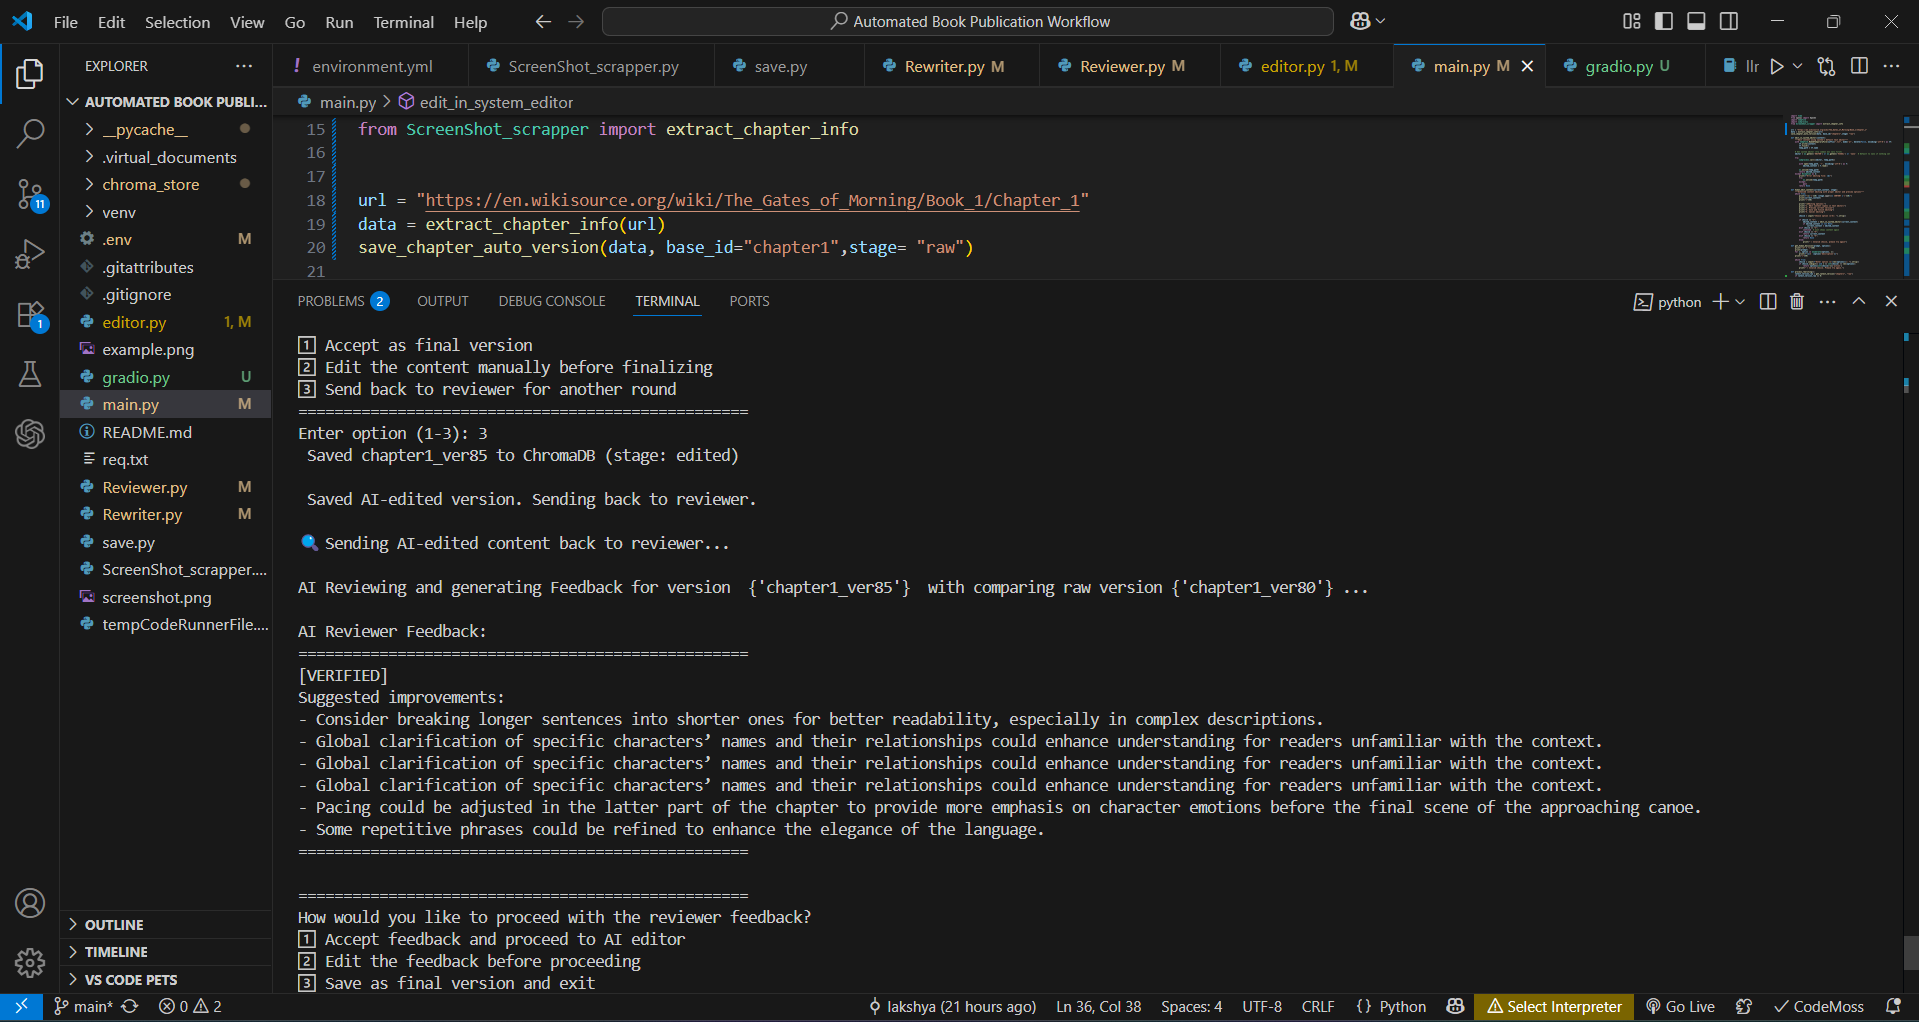 File Edit Selection View Go Run Terminal Help
Automated Book Publication Workflow
EXPLORER
AUTOMATED BOOK PUBLI...
__pycache__
.virtual_documents
chroma_store
venv
.env M
.gitattributes
.gitignore
editor.py 1, M
example.png
gradio.py U
main.py M
README.md
req.txt
Reviewer.py M
Rewriter.py M
save.py
ScreenShot_scrapper....
screenshot.png
tempCodeRunnerFile....
OUTLINE
TIMELINE
VS CODE PETS
11
1
! environment.yml ScreenShot_scrapper.py save.py Rewriter.py M Reviewer.py M editor.py 1, M main.py M gradio.py U llr
main.py > edit_in_system_editor
15 from ScreenShot_scrapper import extract_chapter_info
16
17
18 url = "https://en.wikisource.org/wiki/The_Gates_of_Morning/Book_1/Chapter_1"
19 data = extract_chapter_info(url)
20 save_chapter_auto_version(data, base_id="chapter1",stage= "raw")
21
PROBLEMS 2 OUTPUT DEBUG CONSOLE TERMINAL PORTS
python
1 Accept as final version
2 Edit the content manually before finalizing
3 Send back to reviewer for another round
==================================================
Enter option (1-3): 3
Saved chapter1_ver85 to ChromaDB (stage: edited)
Saved AI-edited version. Sending back to reviewer.
Sending AI-edited content back to reviewer...
AI Reviewing and generating Feedback for version {'chapter1_ver85'} with comparing raw version {'chapter1_ver80'} ...
AI Reviewer Feedback:
==================================================
[VERIFIED]
Suggested improvements:
- Consider breaking longer sentences into shorter ones for better readability, especially in complex descriptions.
- Global clarification of specific characters’ names and their relationships could enhance understanding for readers unfamiliar with the context.
- Global clarification of specific characters’ names and their relationships could enhance understanding for readers unfamiliar with the context.
- Global clarification of specific characters’ names and their relationships could enhance understanding for readers unfamiliar with the context.
- Pacing could be adjusted in the latter part of the chapter to provide more emphasis on character emotions before the final scene of the approaching canoe.
- Some repetitive phrases could be refined to enhance the elegance of the language.
==================================================
==================================================
How would you like to proceed with the reviewer feedback?
1 Accept feedback and proceed to AI editor
2 Edit the feedback before proceeding
3 Save as final version and exit
main* 0 2 lakshya (21 hours ago) Ln 36, Col 38 Spaces: 4 UTF-8 CRLF {} Python Select Interpreter Go Live CodeMoss